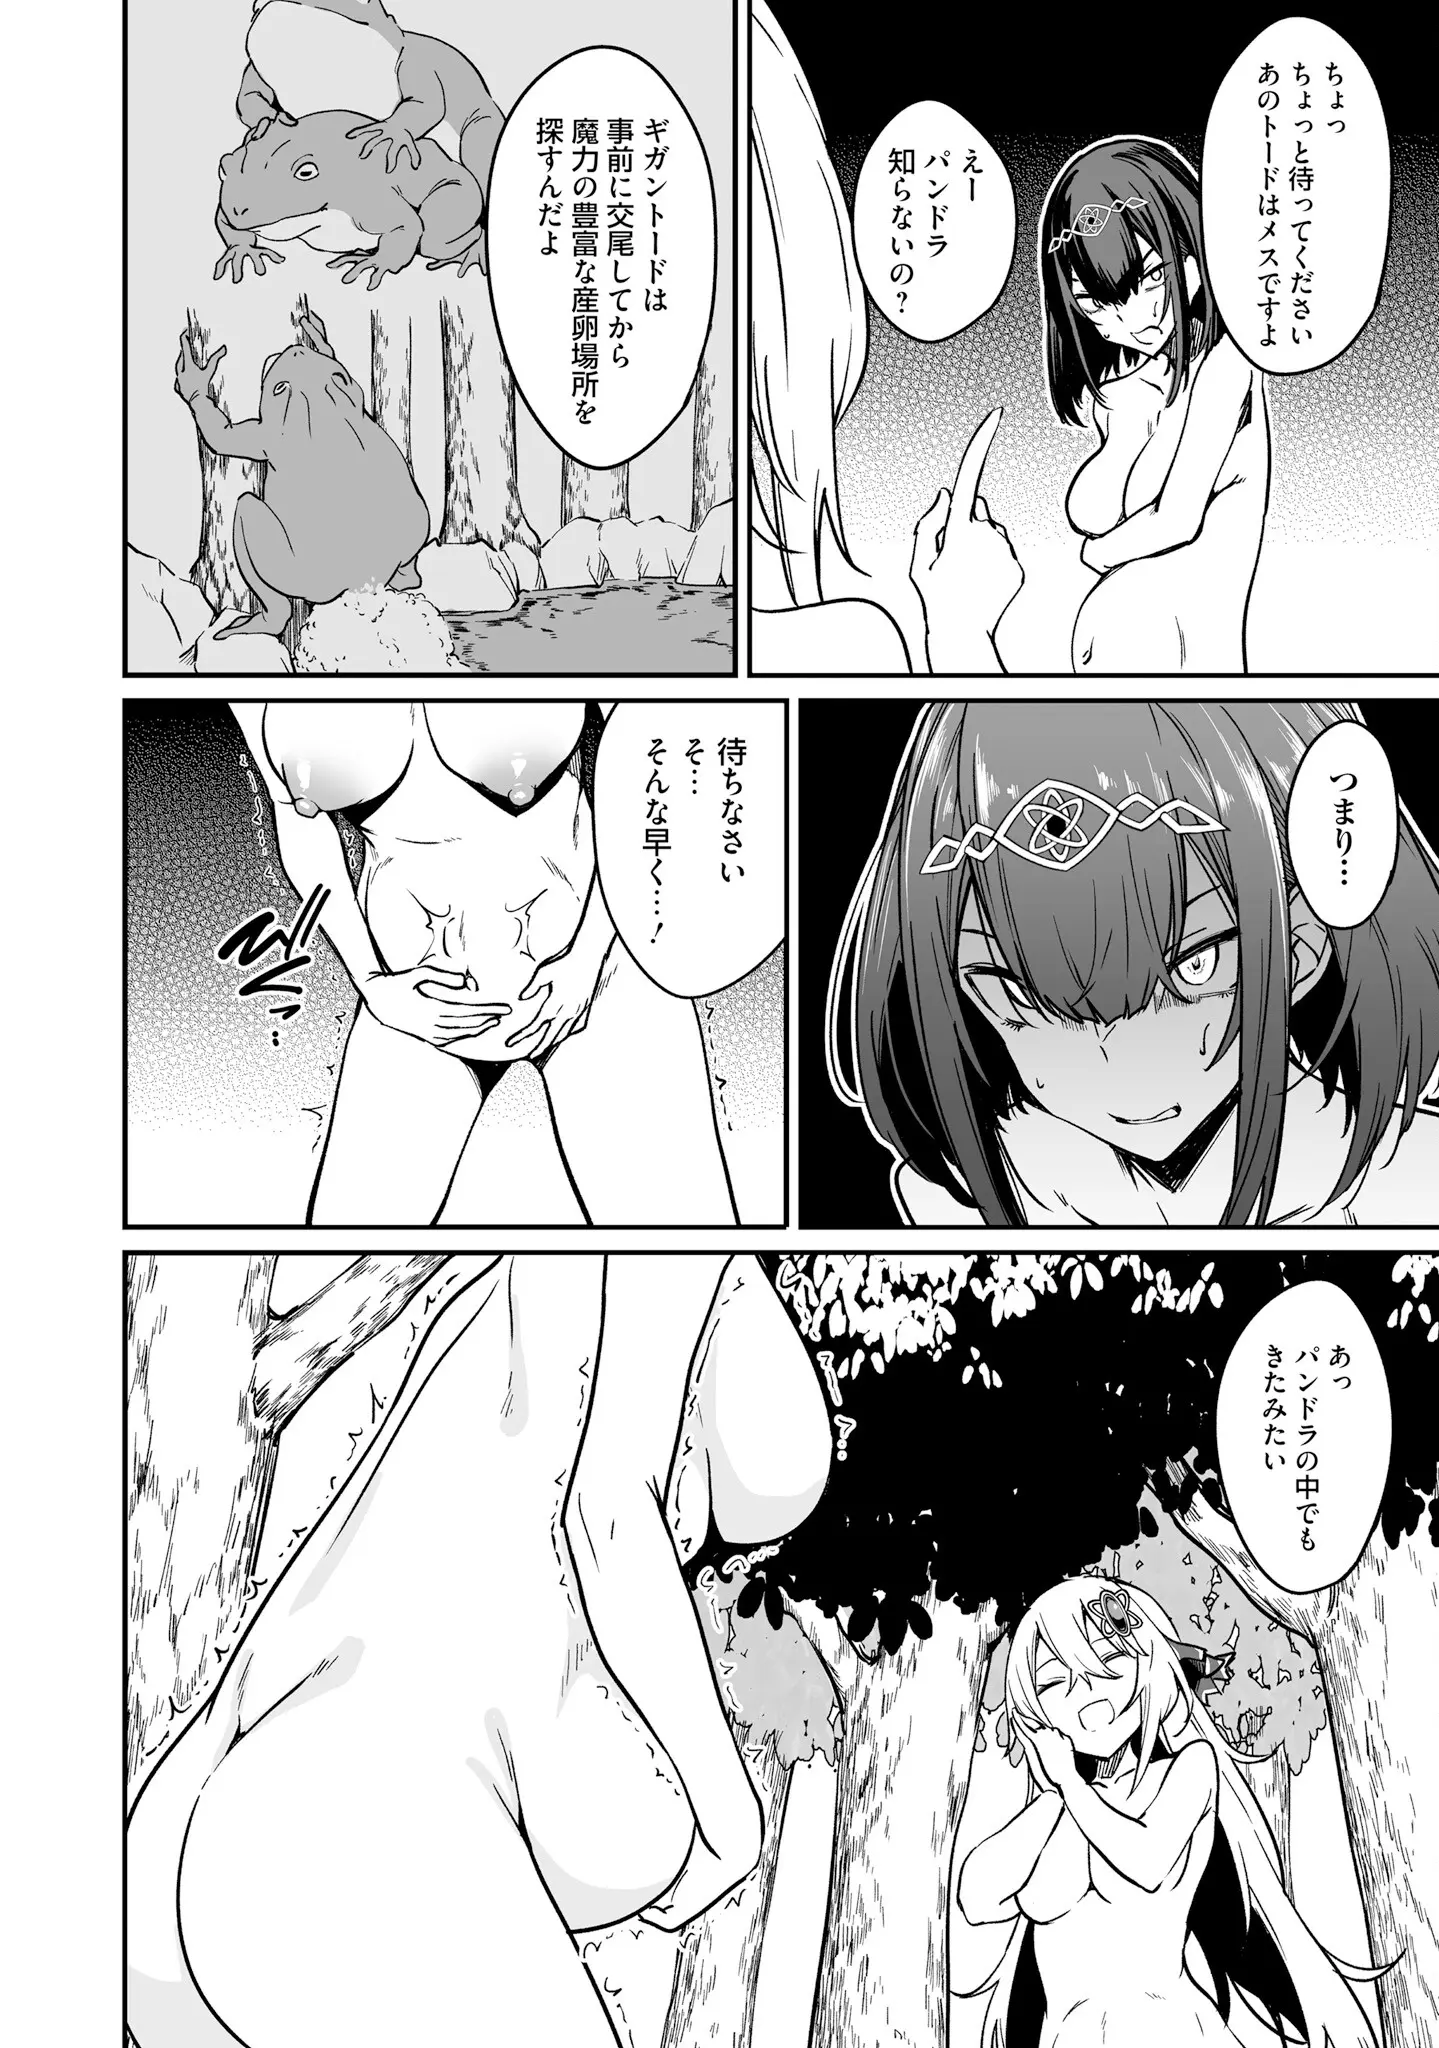 ちょっ
ちょっと待ってください
あのトードはメスですよ
えー
パンドラ
知らないの?
ギガントードは
事前に交尾してから
魔力の豊富な産卵場所を
探すんだよ
つまり…
待ちなさい
そ…
そんな早く…!
あっ
パンドラの中でも
きたみたい